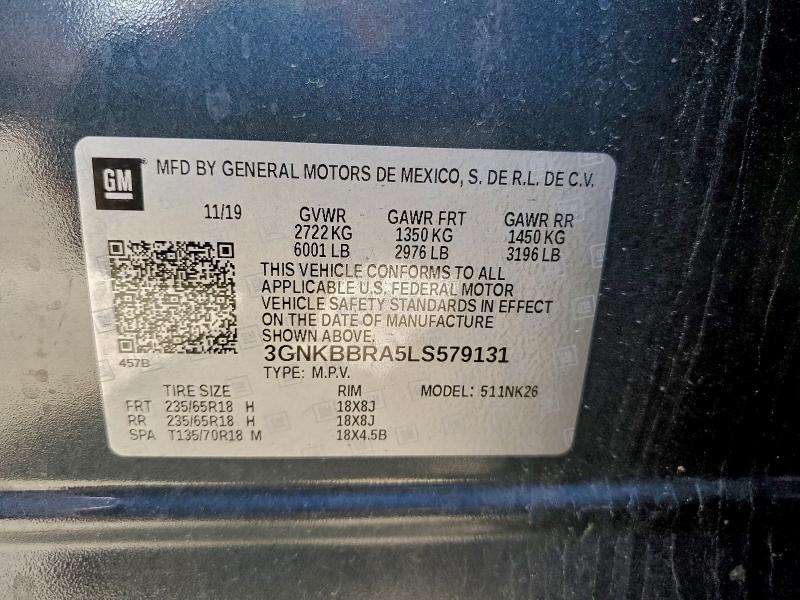 GM
MFD BY GENERAL MOTORS DE MEXICO, S. DE R.L. DE C.V.
11/19 GVWR GAWR FRT GAWR RR
2722 KG 1350 KG 1450 KG
6001 LB 2976 LB 3196 LB
THIS VEHICLE CONFORMS TO ALL
APPLICABLE U.S. FEDERAL MOTOR
VEHICLE SAFETY STANDARDS IN EFFECT
ON THE DATE OF MANUFACTURE
SHOWN ABOVE.
457B
3GNKBBRA5LS579131
TYPE: M.P.V.
TIRE SIZE RIM MODEL: 511NK26
FRT 235/65R18 H 18X8J
RR 235/65R18 H 18X8J
SPA T135/70R18 M 18X4.5B